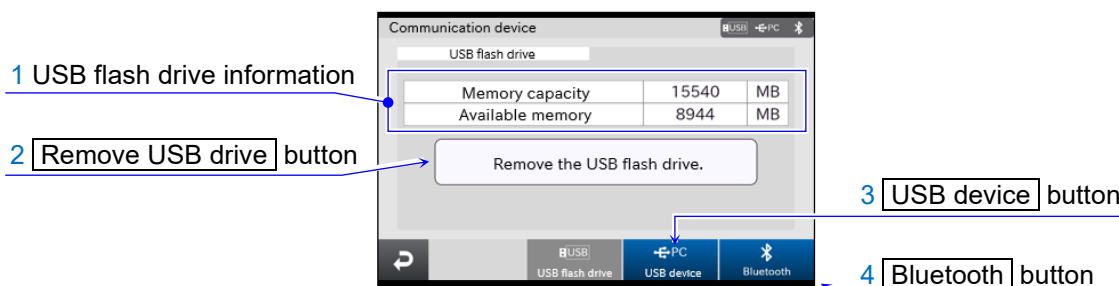 Communication device
USB PC
USB flash drive
1 USB flash drive information
Memory capacity 15540 MB
Available memory 8944 MB
2 Remove USB drive button
Remove the USB flash drive.
3 USB device button
USB PC
USB flash drive USB device Bluetooth
4 Bluetooth button